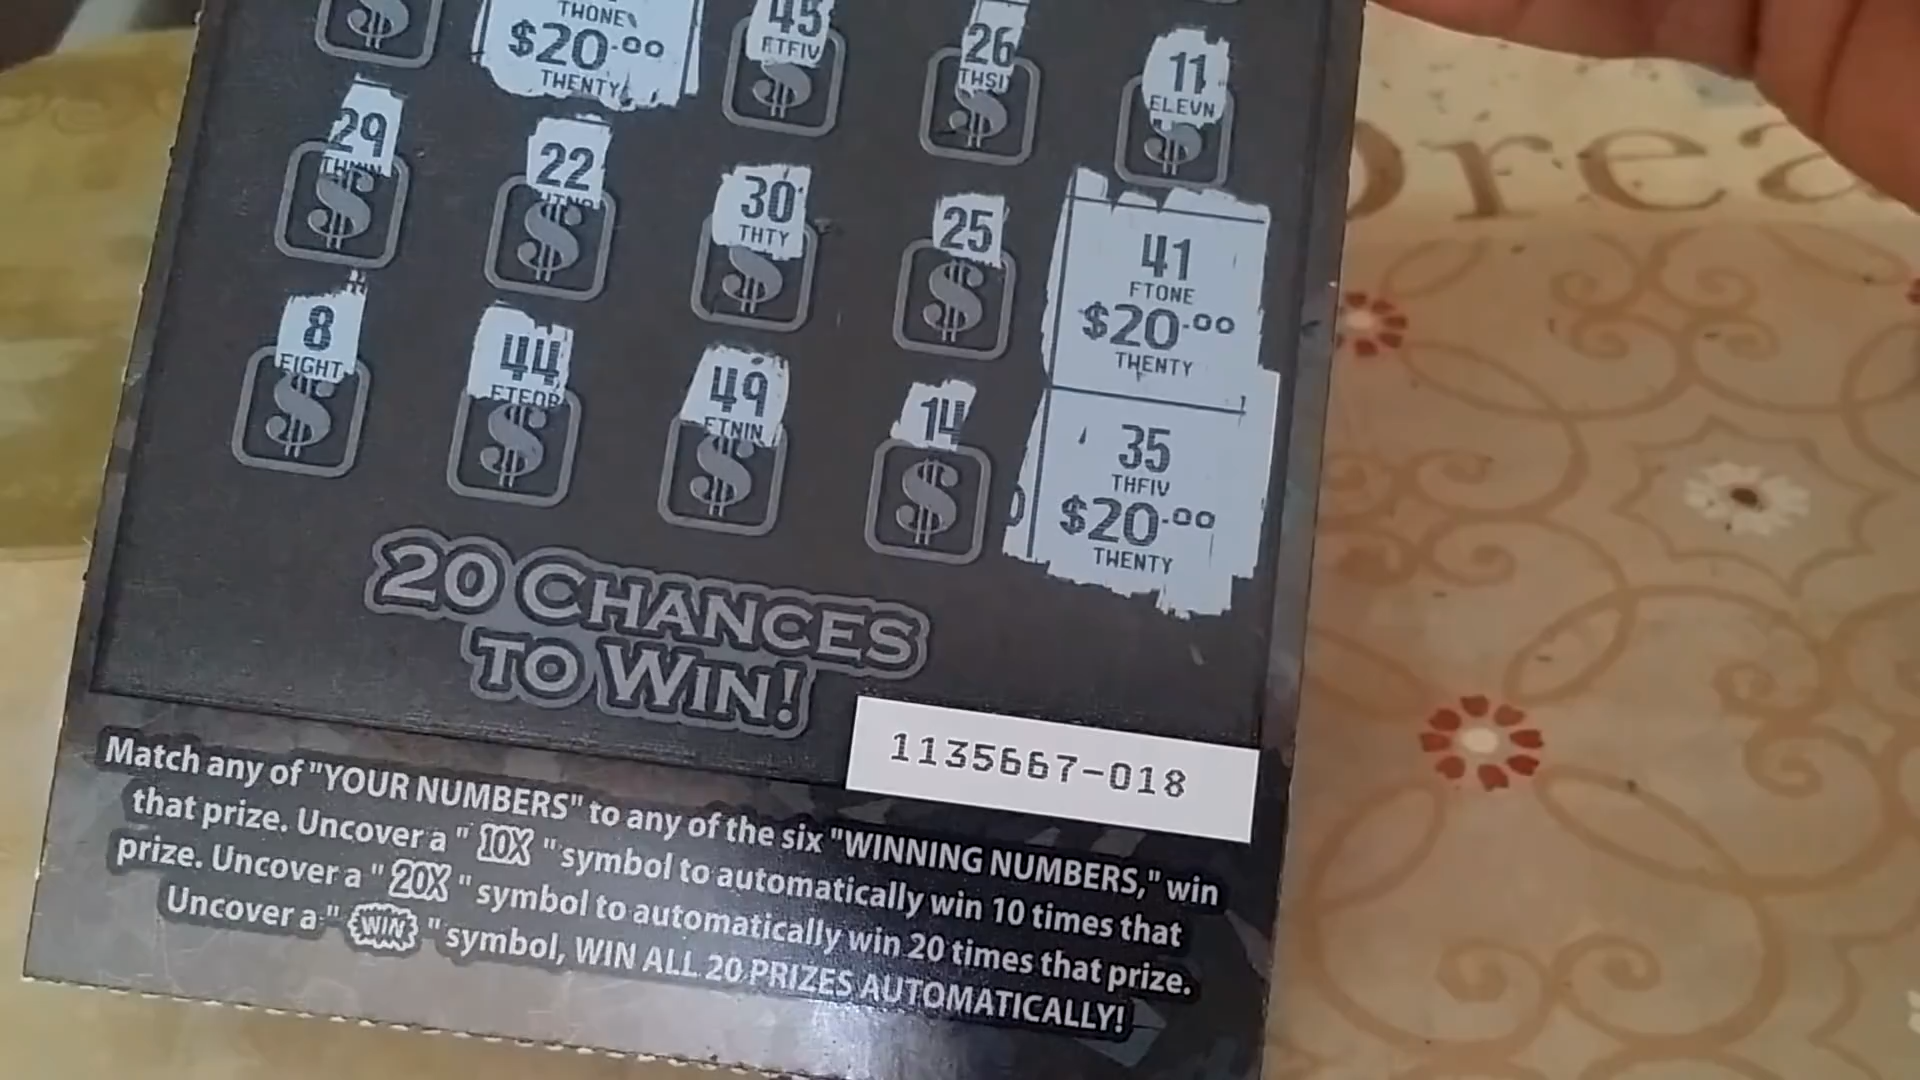 THONE
$20.00
THENTY
45
FTFIV
26
THSI
11
ELEVN
29
22
30
THTY
25
41
FTONE
$20.00
THENTY
8
EIGHT
44
FTFOR
49
FTNIN
14
35
THFIV
$20.00
THENTY
20 CHANCES
TO WIN!
1135667-018
Match any of "YOUR NUMBERS" to any of the six "WINNING NUMBERS," win
that prize. Uncover a "10X" symbol to automatically win 10 times that
prize. Uncover a "20X" symbol to automatically win 20 times that prize.
Uncover a "WIN" symbol, WIN ALL 20 PRIZES AUTOMATICALLY!
orea